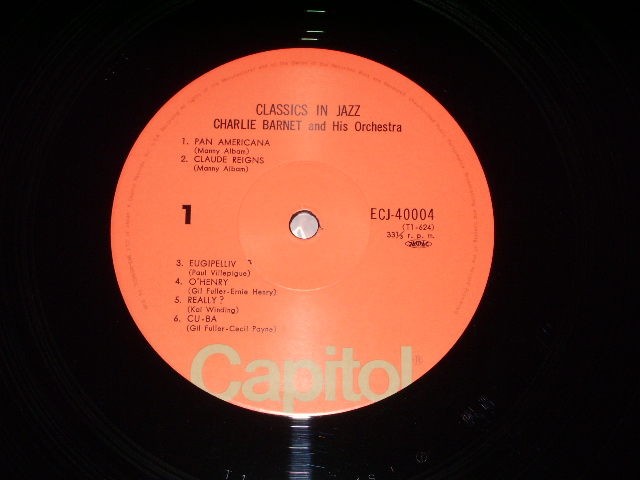 CLASSICS IN JAZZ
CHARLIE BARNET and His Orchestra
1. PAN AMERICANA
(Manny Albam)
2. CLAUDE REIGNS
(Manny Albam)
1
ECJ-40004
(T1-624)
33⅓ r. p. m.
3. EUGIPELLIV
(Paul Villepigue)
4. O'HENRY
(Gil Fuller-Ernie Henry)
5. REALLY?
(Kai Winding)
6. CU-BA
(Gil Fuller-Cecil Payne)
Capitol